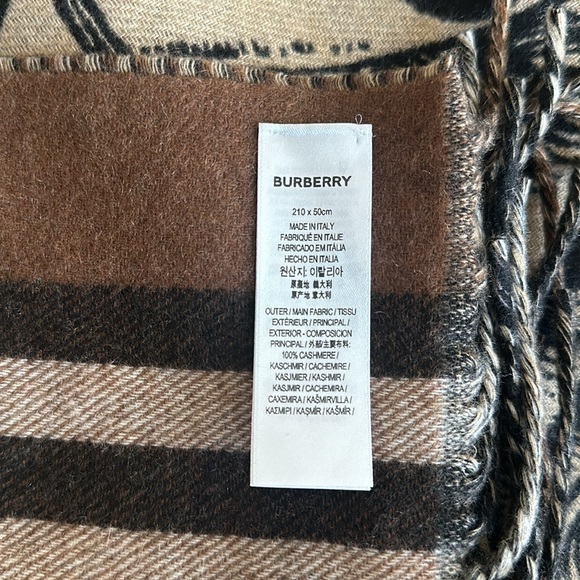 BURBERRY
210 x 50cm
MADE IN ITALY
FABRIQUÉ EN ITALIE
FABRICADO EM ITÁLIA
HECHO EN ITALIA
원산지: 이탈리아
原產地 義大利
原产地 意大利
OUTER / MAIN FABRIC / TISSU
EXTÉRIEUR / PRINCIPAL /
EXTERIOR - COMPOSICION
PRINCIPAL / 外部/主要布料:
100% CASHMERE /
KASCHMIR / CACHEMIRE /
KASJMIER / KASHMIR /
KASJMIR / CACHEMIRA /
CAXEMIRA / KAŠMIRVILLA /
ΚΑΣΜΙΡΙ / KAŞMİR / KAŠMÍR /